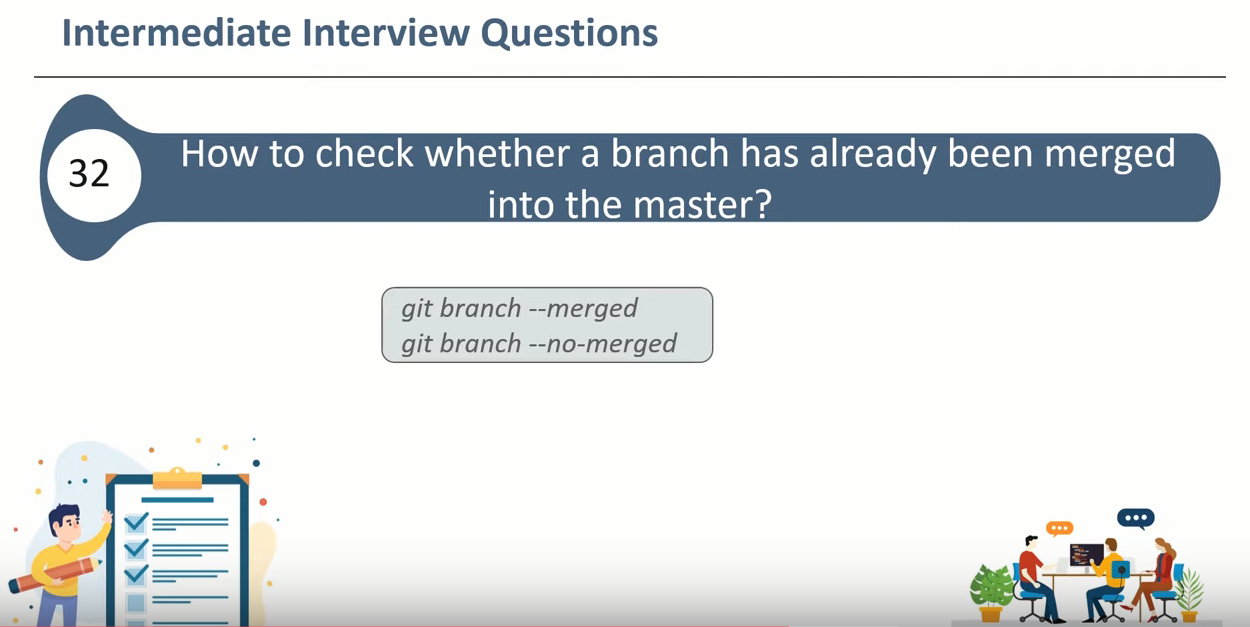 Intermediate Interview Questions
32
How to check whether a branch has already been merged
into the master?
git branch --merged
git branch --no-merged